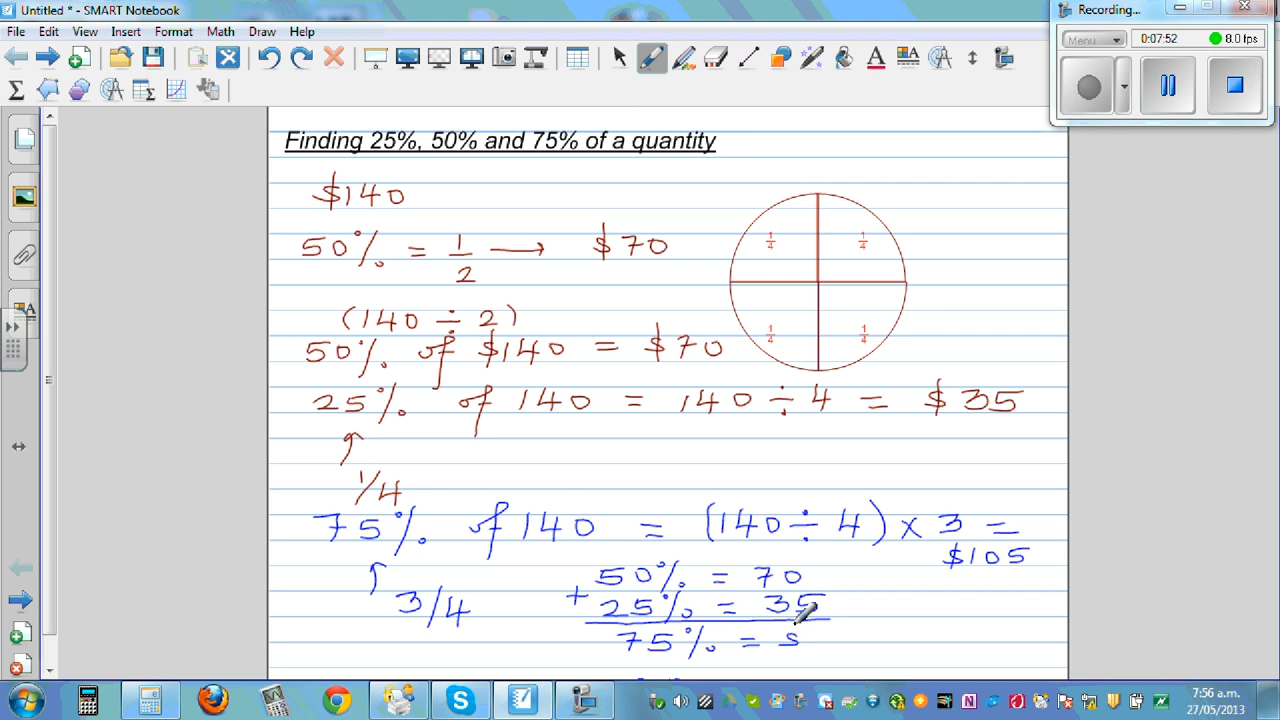 Untitled * - SMART Notebook
Recording...
File Edit View Insert Format Math Draw Help
Menu
0:07:52
8.0 fps
Finding 25%, 50% and 75% of a quantity
$140
50% = 1/2 → $70
1/4 1/4
(140 ÷ 2)
1/4 1/4
50% of $140 = $70
25% of 140 = 140 ÷ 4 = $35
1/4
75% of 140 = (140 ÷ 4) × 3 =
$105
50% = 70
3/4
+ 25% = 35
75% =
7:56 a.m.
27/05/2013